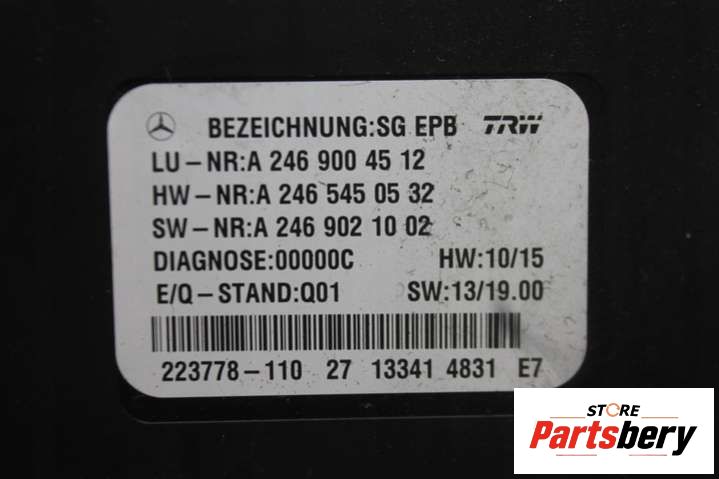 BEZEICHNUNG:SG EPB TRW
LU-NR:A 246 900 45 12
HW-NR:A 246 545 05 32
SW-NR:A 246 902 10 02
DIAGNOSE:00000C HW:10/15
E/Q-STAND:Q01 SW:13/19.00
223778-110 27 13341 4831 E7
STORE
Partsbery